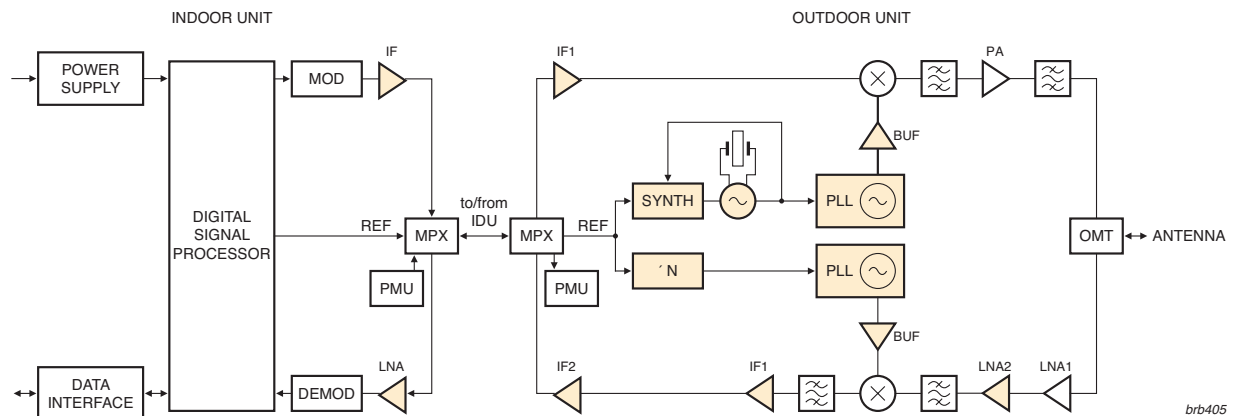 INDOOR UNIT
OUTDOOR UNIT
POWER
SUPPLY
MOD
IF
IF1
PA
BUF
SYNTH
PLL
DIGITAL
SIGNAL
PROCESSOR
REF
MPX
to/from
IDU
MPX
REF
OMT
ANTENNA
PMU
PMU
´ N
PLL
BUF
DATA
INTERFACE
DEMOD
LNA
IF2
IF1
LNA2
LNA1
brb405